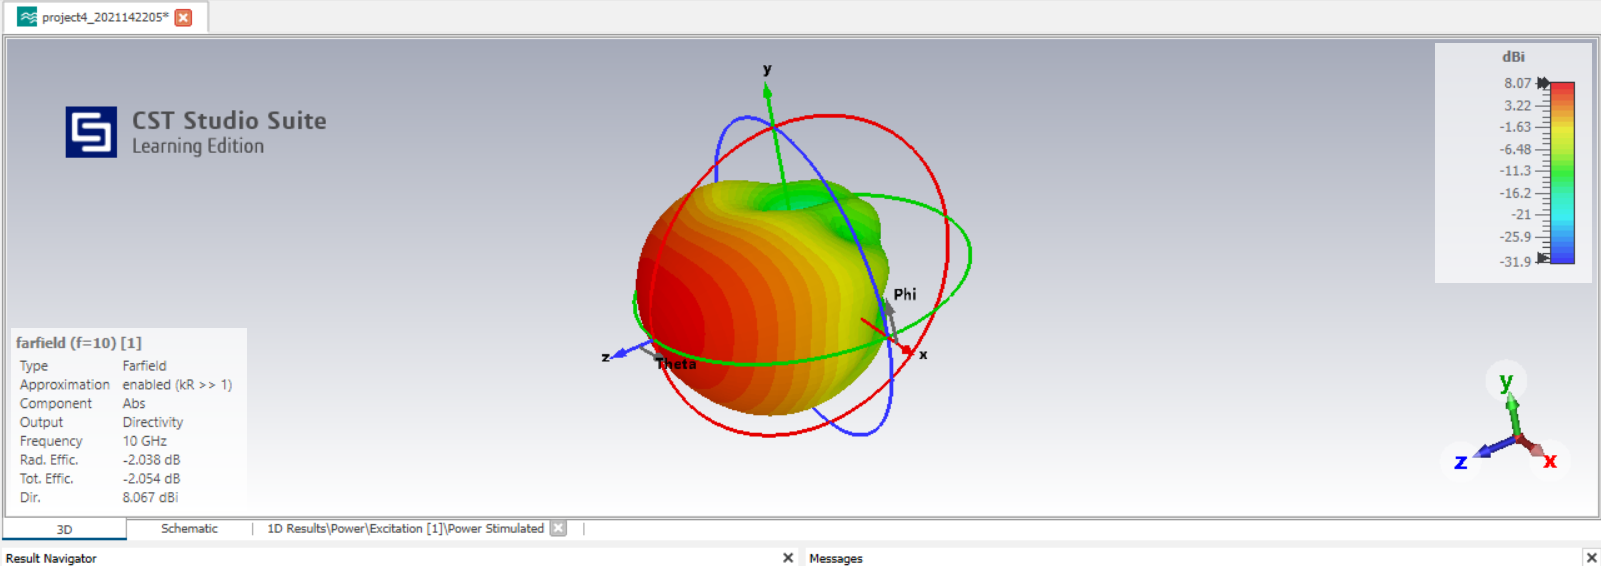 project4_2021142205*
CST Studio Suite
Learning Edition
y
dBi
8.07
3.22
-1.63
-6.48
-11.3
-16.2
-21
-25.9
-31.9
Phi
x
z
Theta
farfield (f=10) [1]
Type Farfield
Approximation enabled (kR >> 1)
Component Abs
Output Directivity
Frequency 10 GHz
Rad. Effic. -2.038 dB
Tot. Effic. -2.054 dB
Dir. 8.067 dBi
y
z
x
3D Schematic 1D Results\Power\Excitation [1]\Power Stimulated
Result Navigator Messages